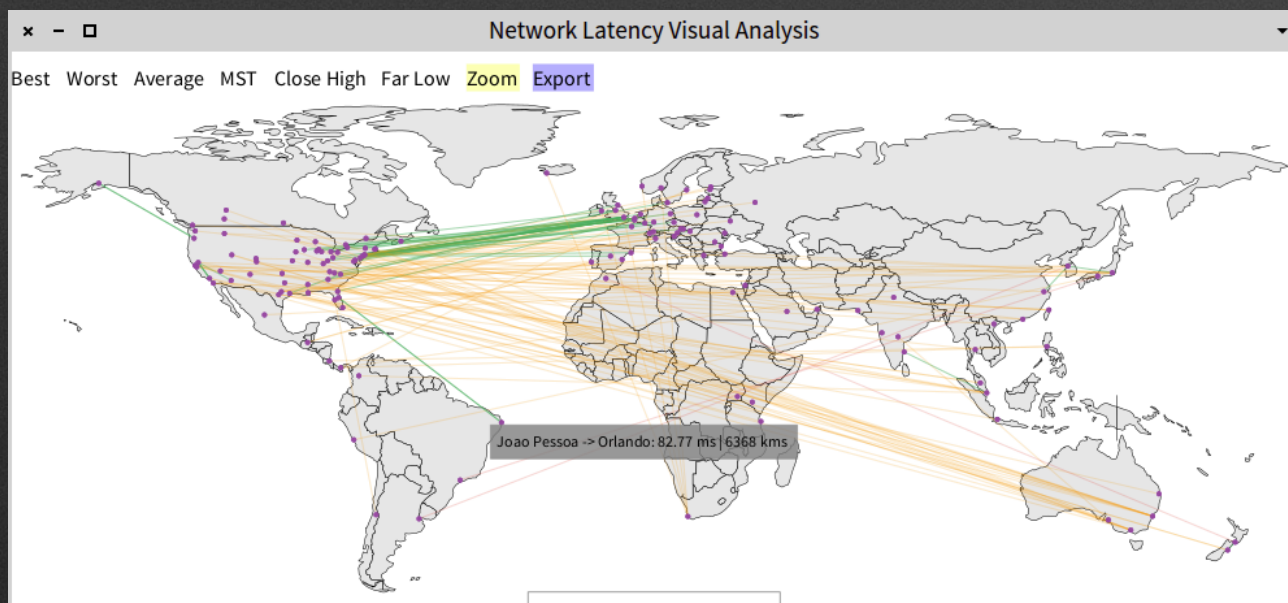 Network Latency Visual Analysis
Best Worst Average MST Close High Far Low Zoom Export
Joao Pessoa -> Orlando: 82.77 ms|6368 kms